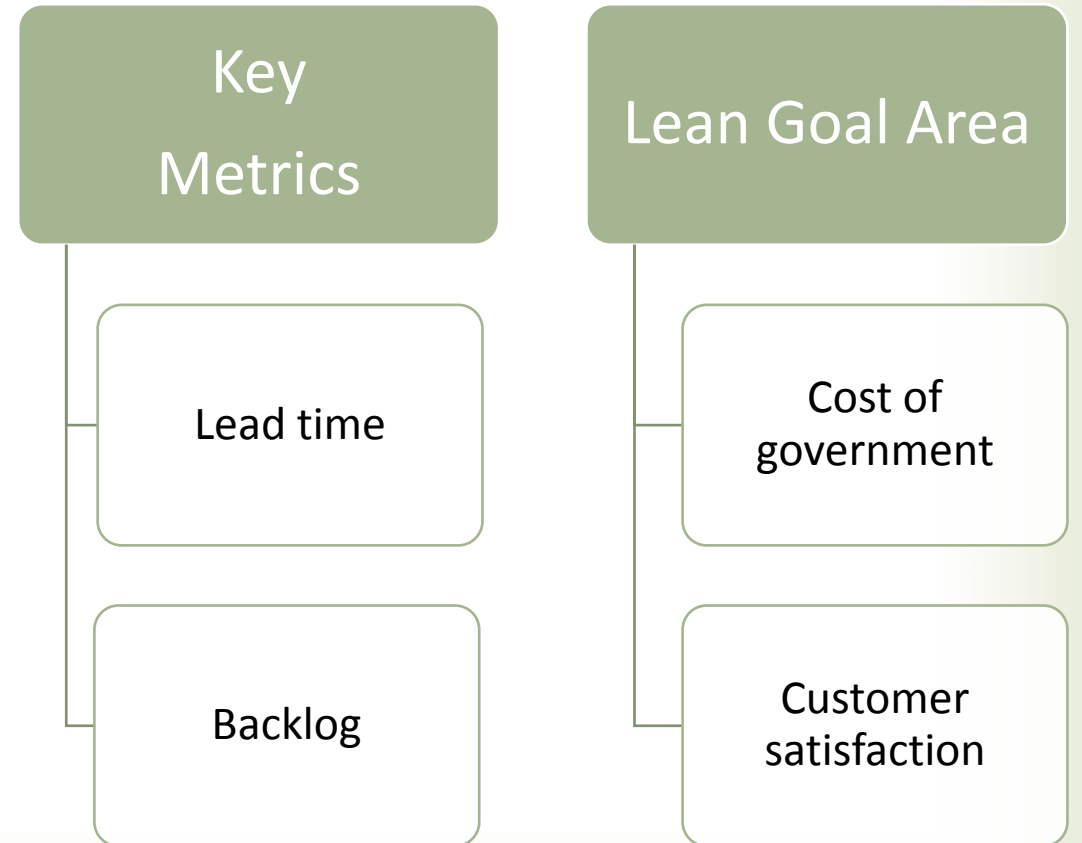 Key
Metrics
Lead time
Backlog
Lean Goal Area
Cost of
government
Customer
satisfaction